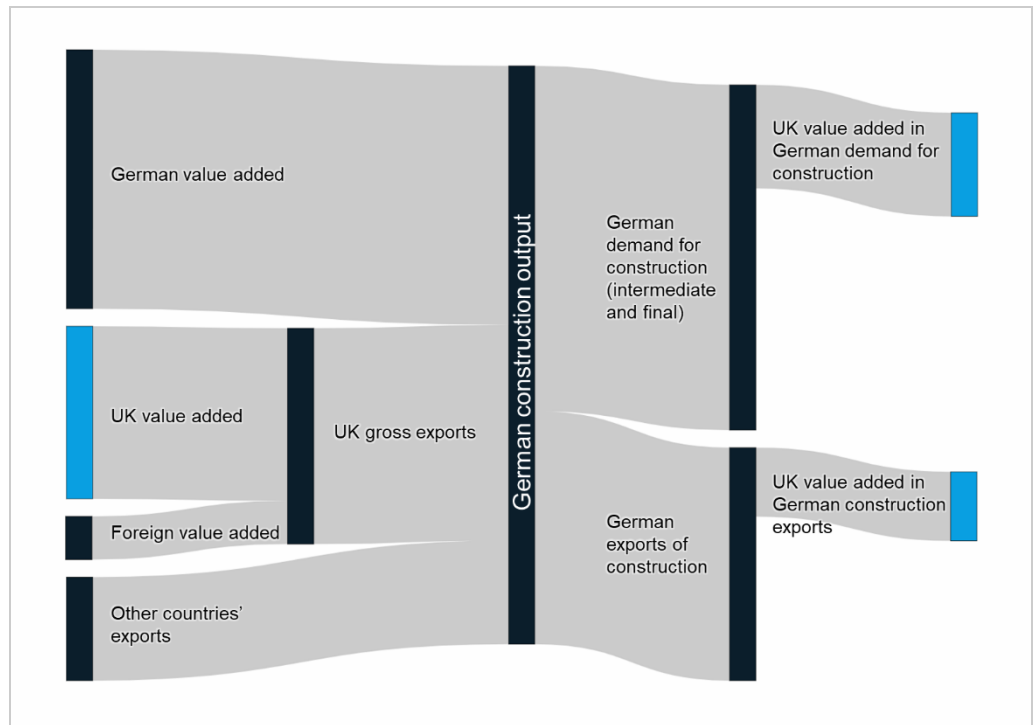 German value added
UK value added
Foreign value added
Other countries’
exports
UK gross exports
German construction output
German
demand for
construction
(intermediate
and final)
German
exports of
construction
UK value added in
German demand for
construction
UK value added in
German construction
exports